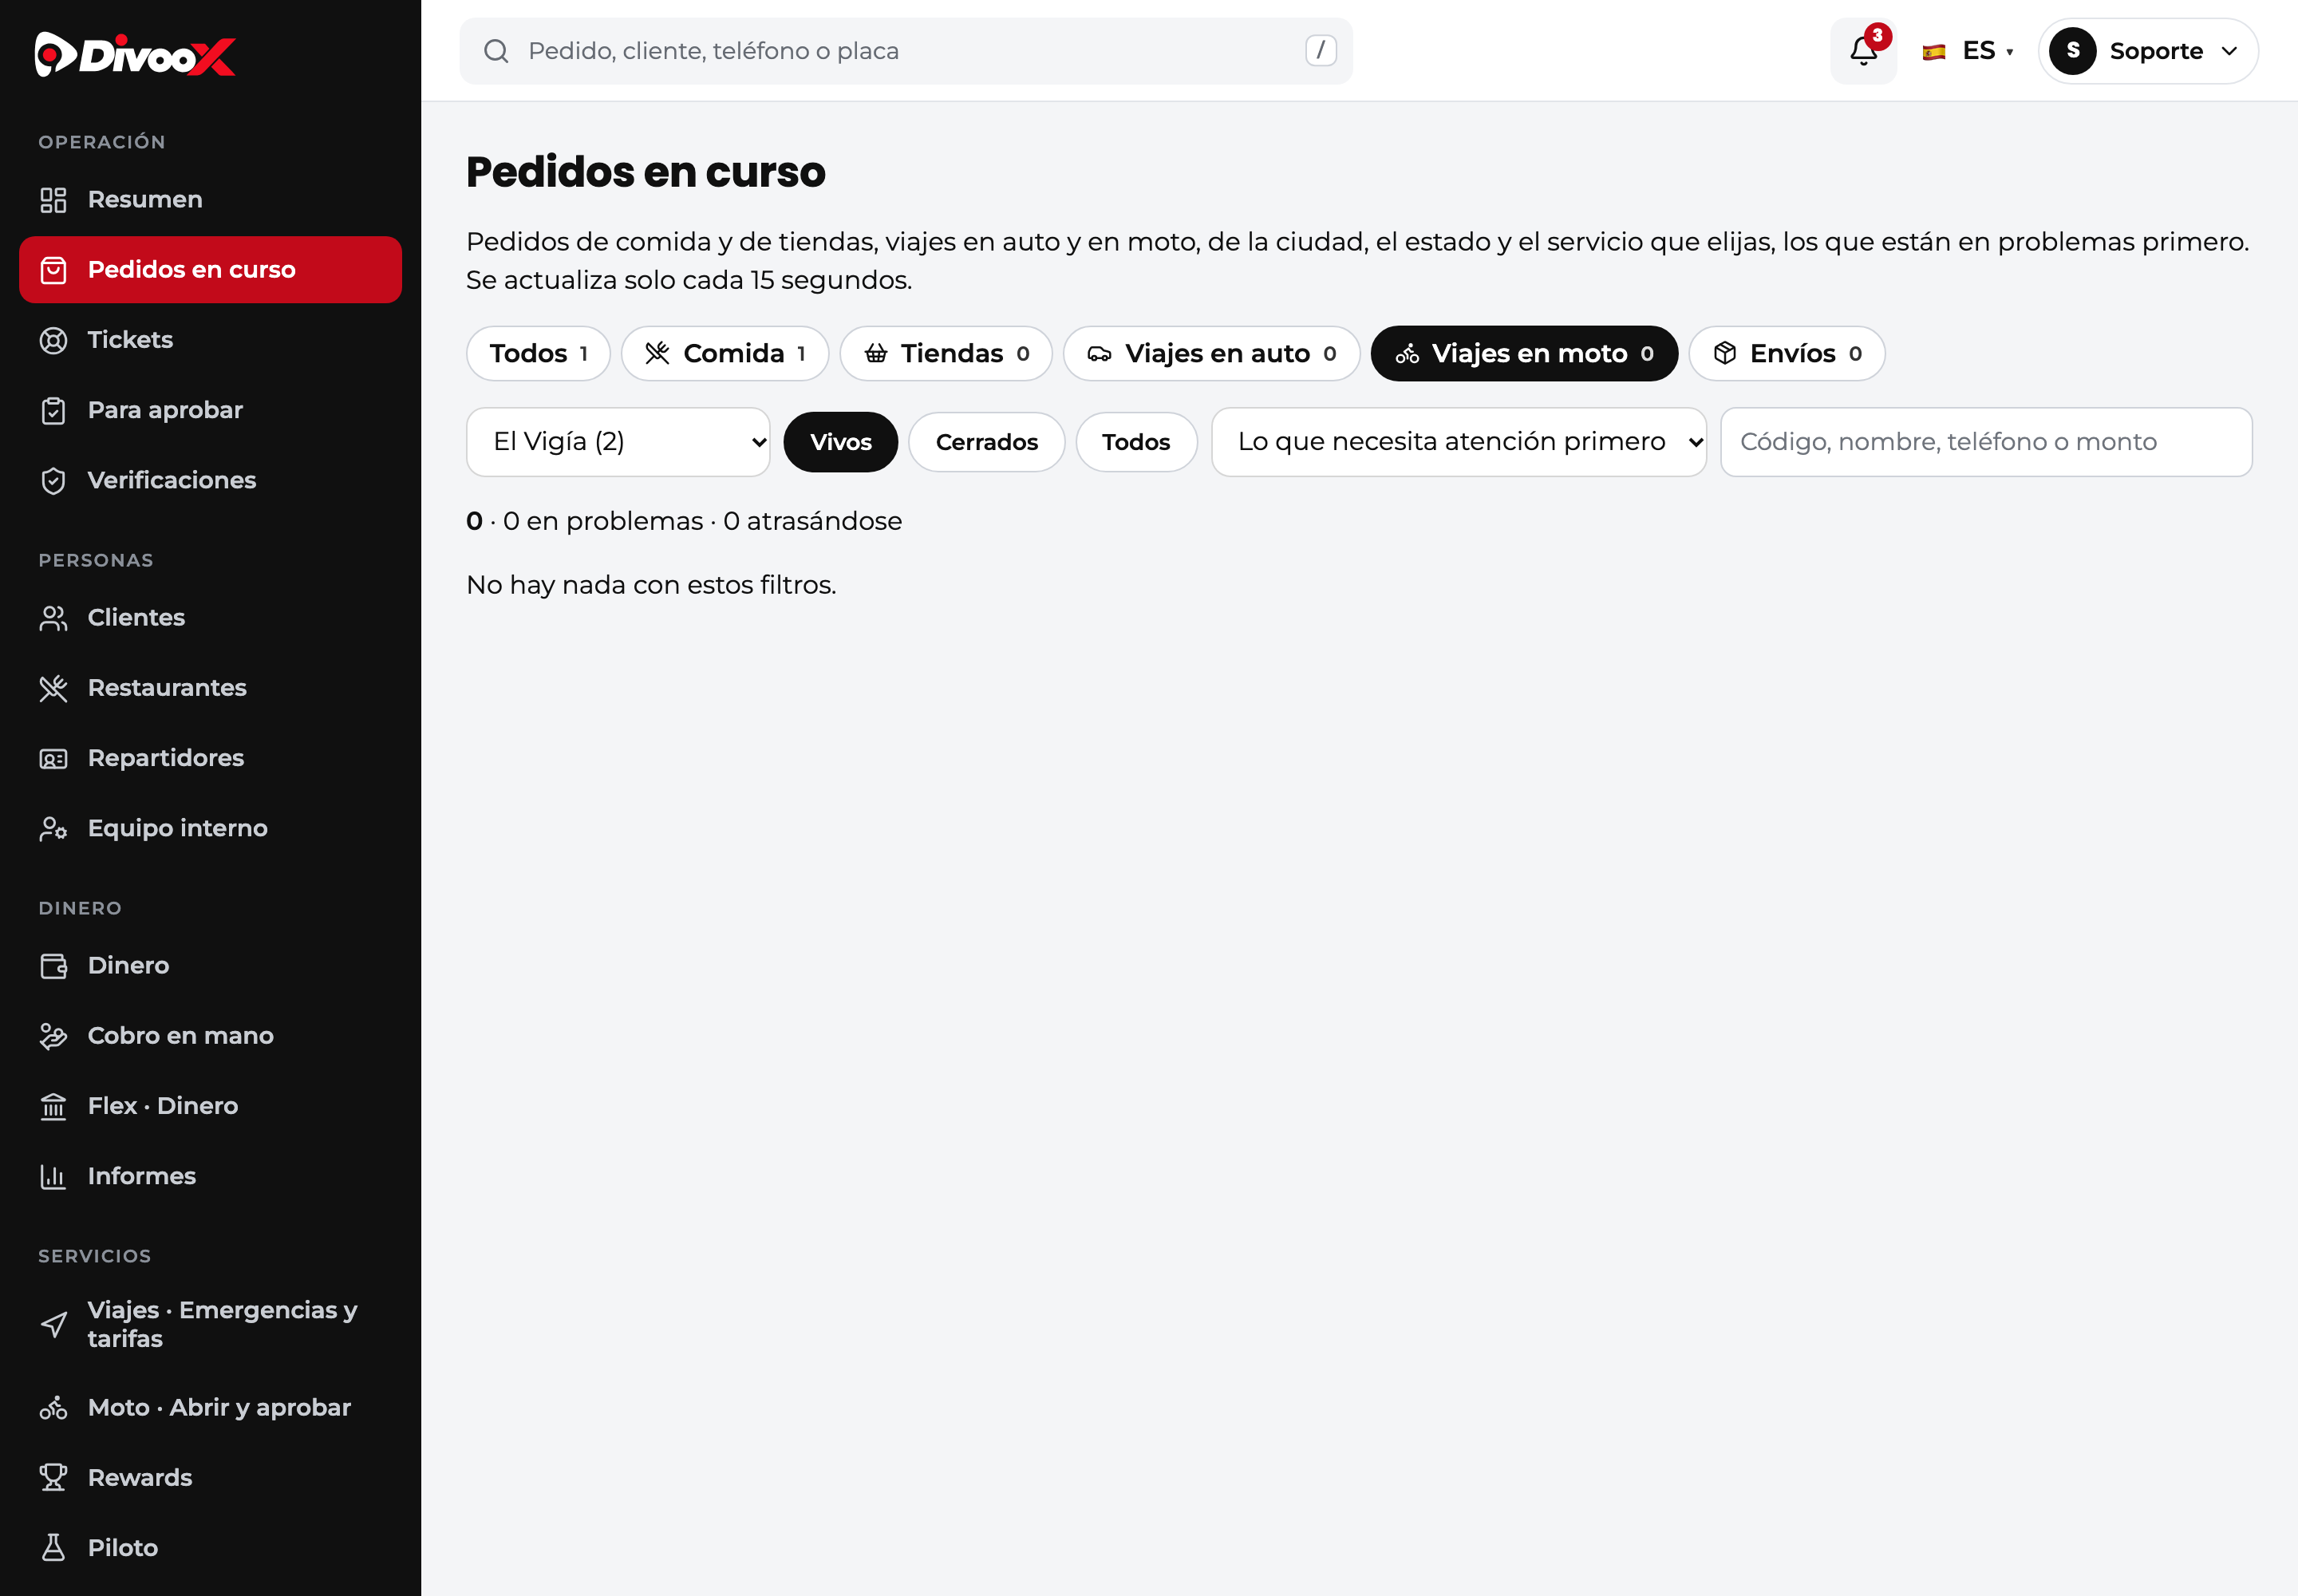 DivooX
Pedido, cliente, teléfono o placa
/
3
ES
S
Soporte
OPERACIÓN
Resumen
Pedidos en curso
Tickets
Para aprobar
Verificaciones
PERSONAS
Clientes
Restaurantes
Repartidores
Equipo interno
DINERO
Dinero
Cobro en mano
Flex · Dinero
Informes
SERVICIOS
Viajes · Emergencias y
tarifas
Moto · Abrir y aprobar
Rewards
Piloto
Pedidos en curso
Pedidos de comida y de tiendas, viajes en auto y en moto, de la ciudad, el estado y el servicio que elijas, los que están en problemas primero.
Se actualiza solo cada 15 segundos.
Todos 1
Comida 1
Tiendas 0
Viajes en auto 0
Viajes en moto 0
Envíos 0
El Vigía (2)
Vivos
Cerrados
Todos
Lo que necesita atención primero
Código, nombre, teléfono o monto
0 · 0 en problemas · 0 atrasándose
No hay nada con estos filtros.